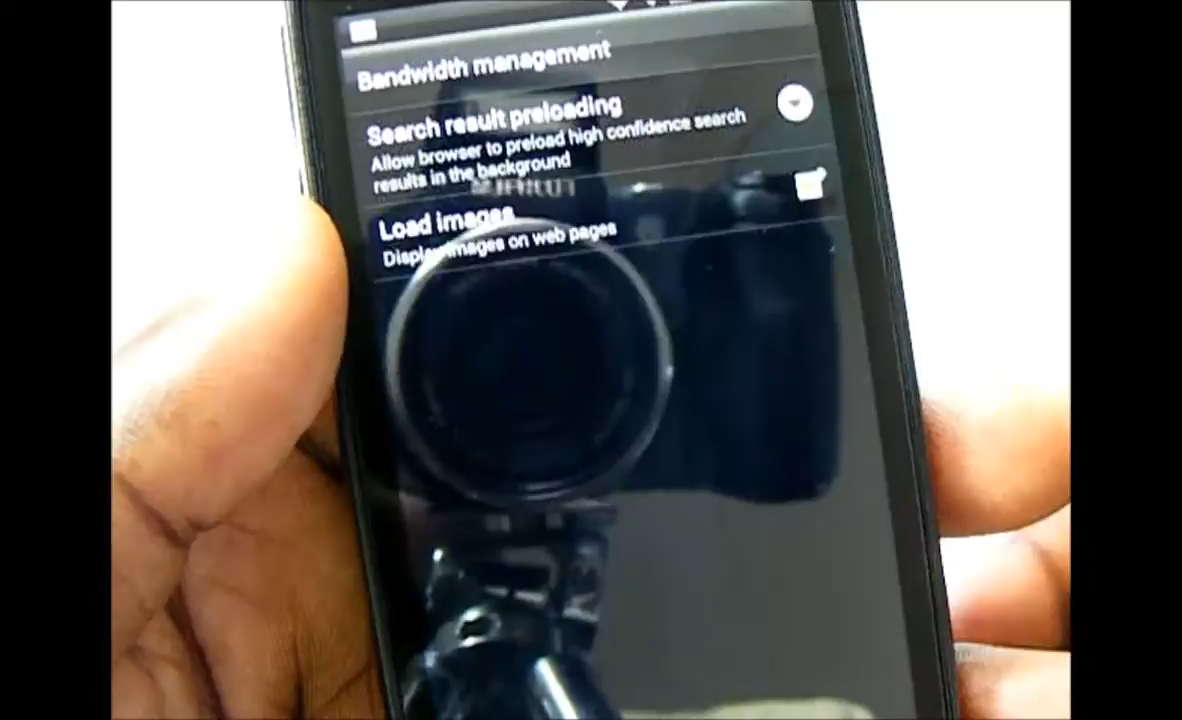 Bandwidth management
Search result preloading
Allow browser to preload high confidence search
results in the background
Load images
Display images on web pages